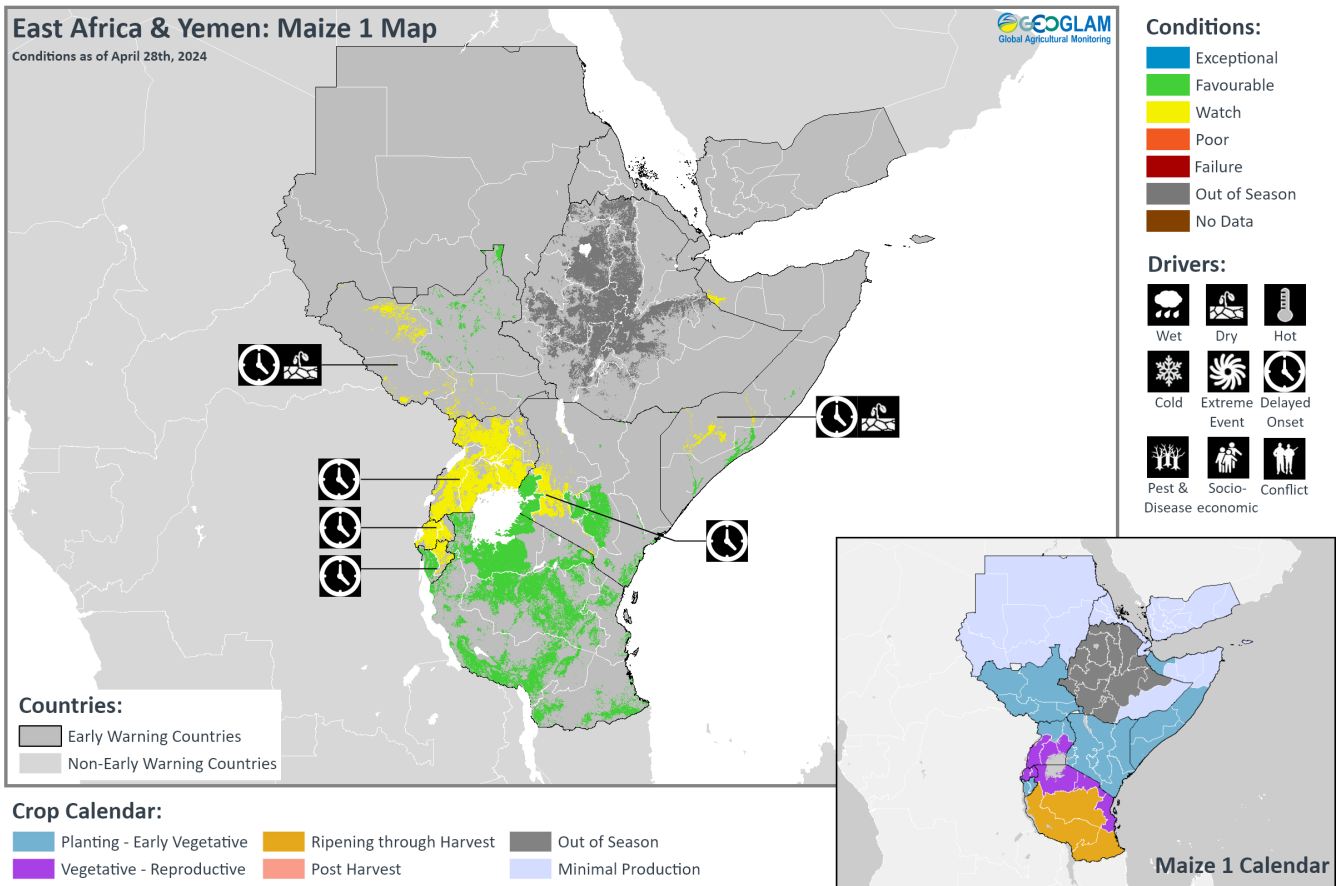 East Africa & Yemen: Maize 1 Map
Conditions as of April 28th, 2024
GEOGLAM
Global Agricultural Monitoring
Conditions:
Exceptional
Favourable
Watch
Poor
Failure
Out of Season
No Data
Drivers:
Wet
Dry
Hot
Cold
Extreme Event
Delayed Onset
Pest & Disease
Socio-economic
Conflict
Countries:
Early Warning Countries
Non-Early Warning Countries
Crop Calendar:
Planting - Early Vegetative
Ripening through Harvest
Out of Season
Vegetative - Reproductive
Post Harvest
Minimal Production
Maize 1 Calendar